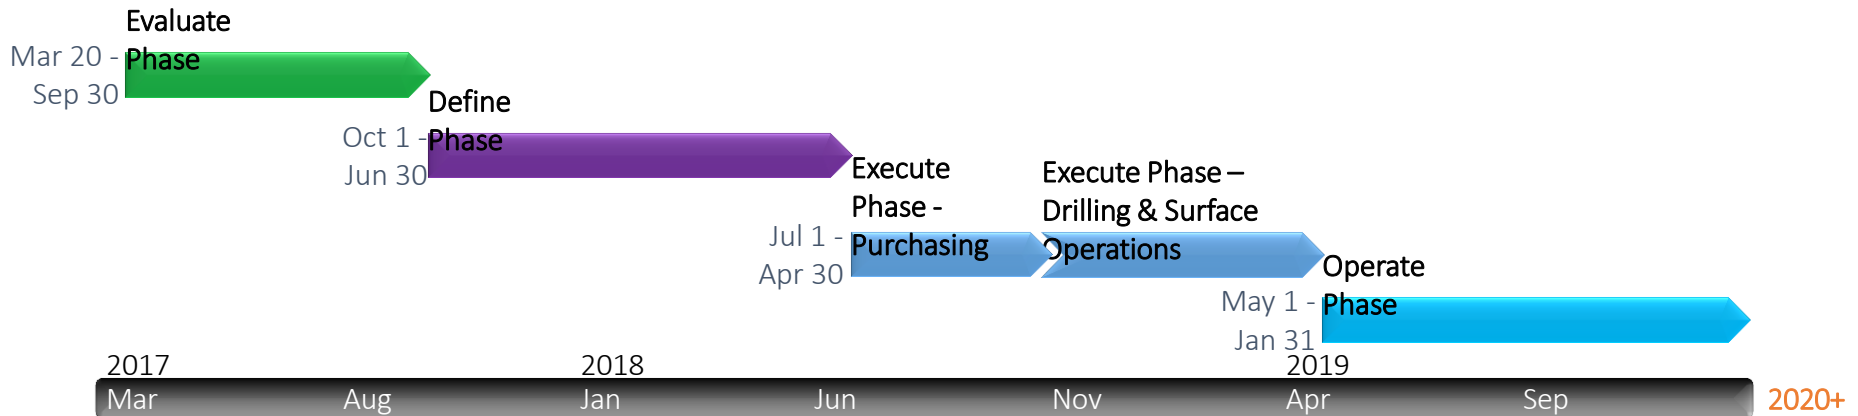 Evaluate
Phase
Mar 20 -
Sep 30
Define
Phase
Oct 1 -
Jun 30
Execute
Phase -
Purchasing
Execute Phase –
Drilling & Surface
Operations
Jul 1 -
Apr 30
Operate
Phase
May 1 -
Jan 31
2017 2018 2019
Mar Aug Jan Jun Nov Apr Sep 2020+